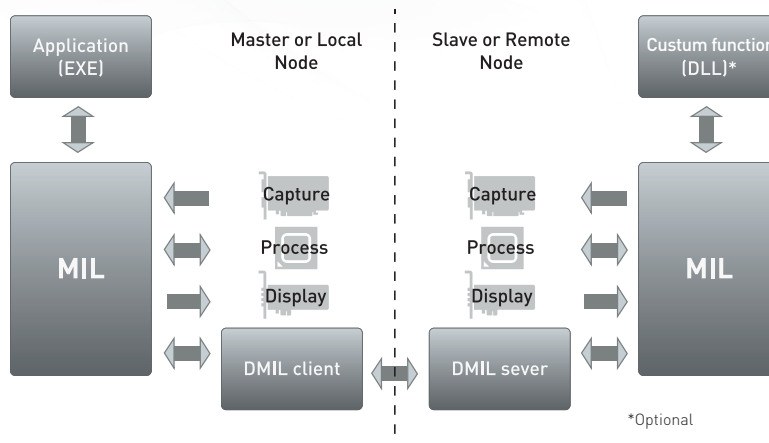 Application
(EXE)
Master or Local
Node
Slave or Remote
Node
Custum function
(DLL)*
MIL
Capture
Process
Display
DMIL client
Capture
Process
Display
DMIL sever
MIL
*Optional